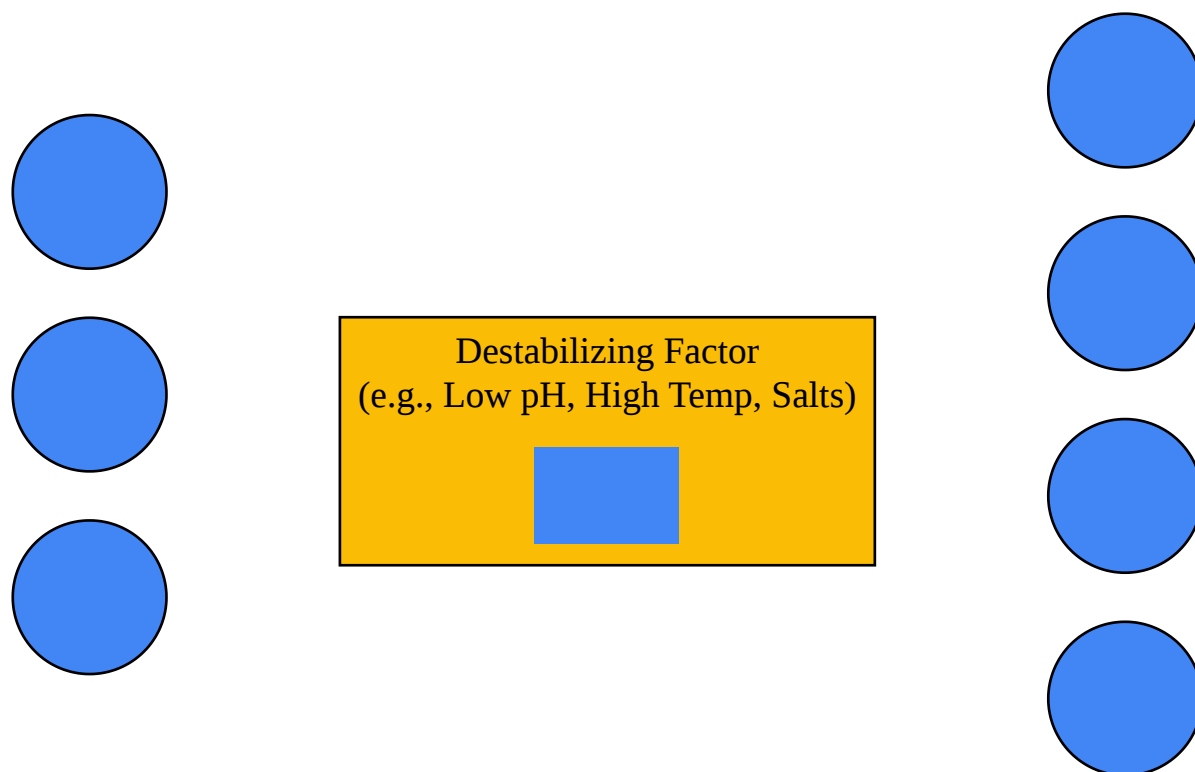 Destabilizing Factor
(e.g., Low pH, High Temp, Salts)